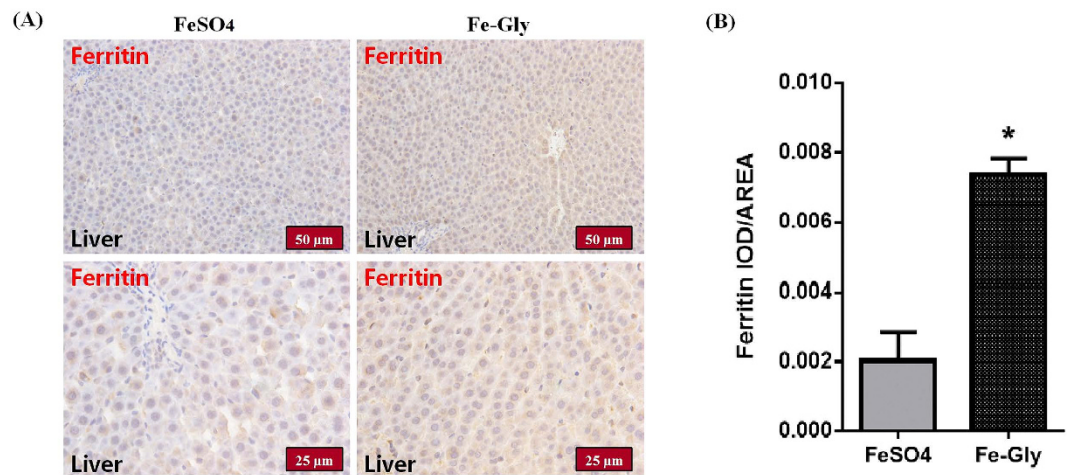 (A)
FeSO4
Fe-Gly
Ferritin
Liver
50 µm
Ferritin
Liver
50 µm
Ferritin
Liver
25 µm
Ferritin
Liver
25 µm
(B)
Ferritin IOD/AREA
0.010
0.008
0.006
0.004
0.002
0.000
*
FeSO4
Fe-Gly